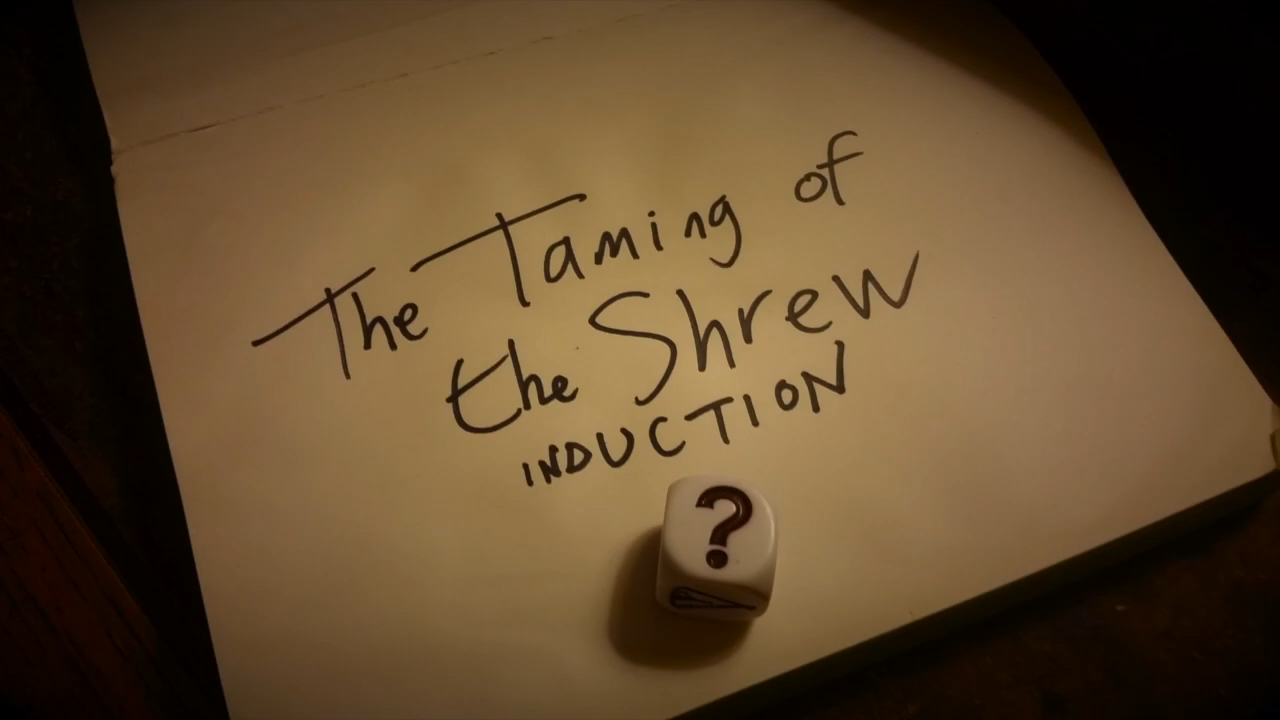 The Taming of
the Shrew
INDUCTION
?